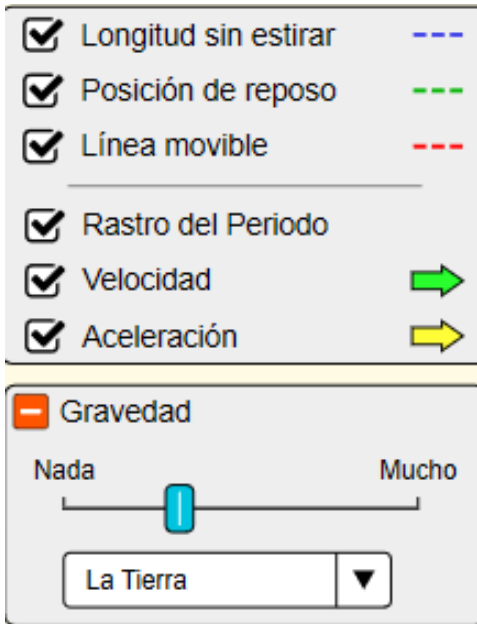 Longitud sin estirar
Posición de reposo
Línea movible
Rastro del Periodo
Velocidad
Aceleración
Gravedad
Nada Mucho
La Tierra